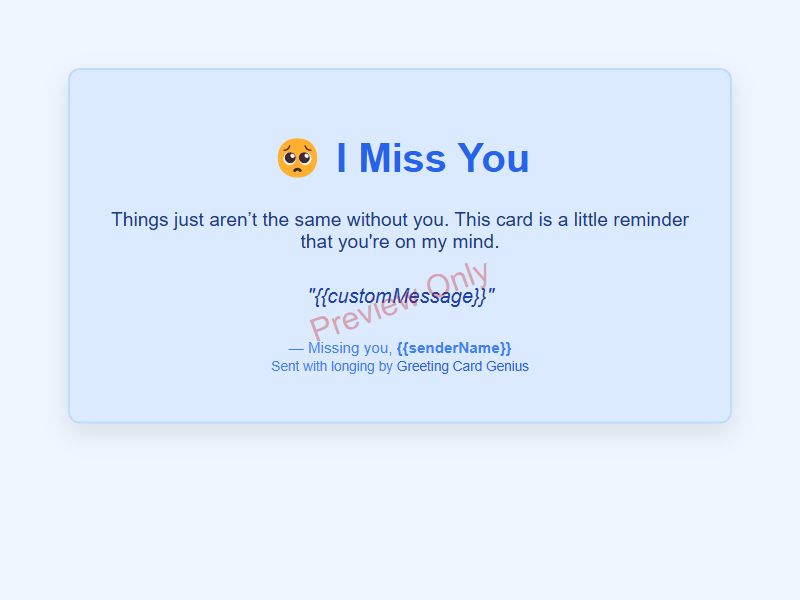 🥺 I Miss You
Things just aren’t the same without you. This card is a little reminder
that you're on my mind.
"{{customMessage}}"
Preview Only
— Missing you, {{senderName}}
Sent with longing by Greeting Card Genius